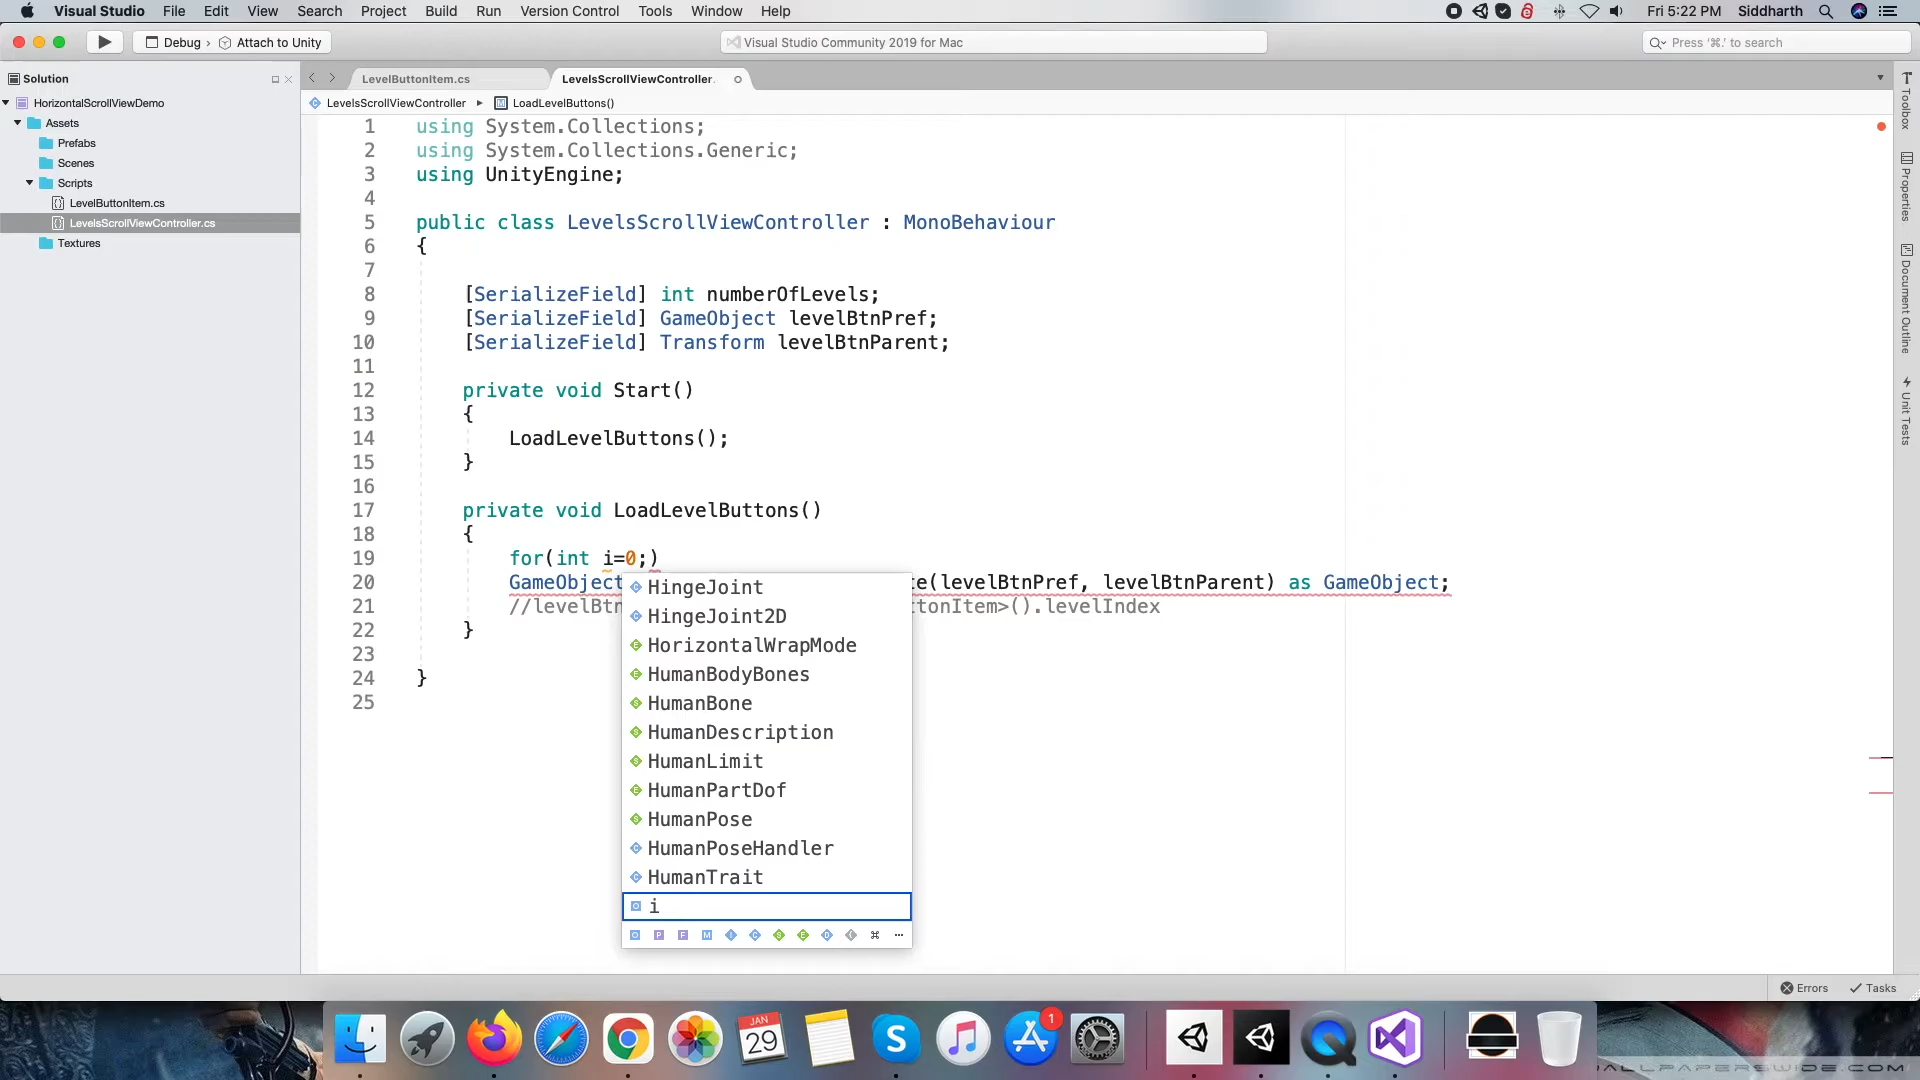 Visual Studio File Edit View Search Project Build Run Version Control Tools Window Help Fri 5:22 PM Siddharth
Debug › Attach to Unity Visual Studio Community 2019 for Mac Press '⌘.' to search
Solution
HorizontalScrollViewDemo
Assets
Prefabs
Scenes
Scripts
LevelButtonItem.cs
LevelsScrollViewController.cs
Textures
LevelButtonItem.cs LevelsScrollViewController.
LevelsScrollViewController ▸ LoadLevelButtons()
1 using System.Collections;
2 using System.Collections.Generic;
3 using UnityEngine;
4
5 public class LevelsScrollViewController : MonoBehaviour
6 {
7
8 [SerializeField] int numberOfLevels;
9 [SerializeField] GameObject levelBtnPref;
10 [SerializeField] Transform levelBtnParent;
11
12 private void Start()
13 {
14 LoadLevelButtons();
15 }
16
17 private void LoadLevelButtons()
18 {
19 for(int i=0;)
20 GameObject te(levelBtnPref, levelBtnParent) as GameObject;
21 //levelBtn tonItem>().levelIndex
22 }
23
24 }
25
HingeJoint
HingeJoint2D
HorizontalWrapMode
HumanBodyBones
HumanBone
HumanDescription
HumanLimit
HumanPartDof
HumanPose
HumanPoseHandler
HumanTrait
i
Toolbox
Properties
Document Outline
Unit Tests
Errors Tasks
JAN
29
1